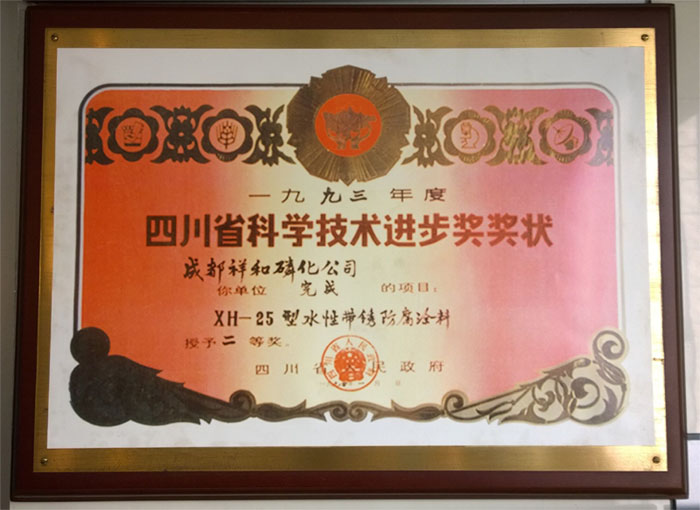 一九九三年度
四川省科学技术进步奖奖状
成都祥和磷化公司
你单位 完成 的项目：
XH-25 型水性带锈防腐涂料
授予二等奖。
四川省人民政府